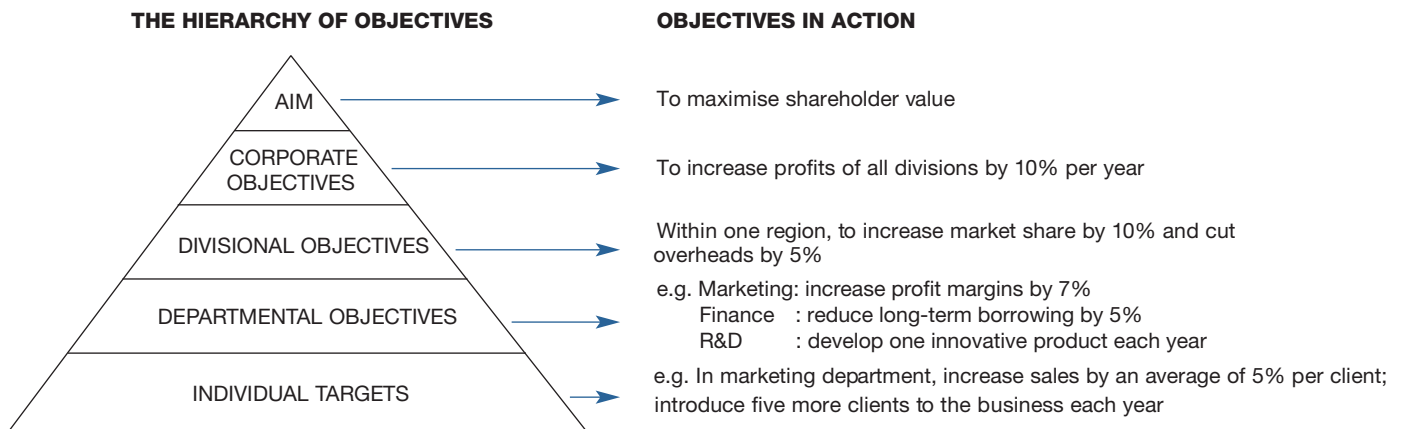 THE HIERARCHY OF OBJECTIVES
OBJECTIVES IN ACTION
AIM
To maximise shareholder value
CORPORATE
OBJECTIVES
To increase profits of all divisions by 10% per year
DIVISIONAL OBJECTIVES
Within one region, to increase market share by 10% and cut
overheads by 5%
DEPARTMENTAL OBJECTIVES
e.g. Marketing: increase profit margins by 7%
Finance : reduce long-term borrowing by 5%
R&D : develop one innovative product each year
INDIVIDUAL TARGETS
e.g. In marketing department, increase sales by an average of 5% per client;
introduce five more clients to the business each year